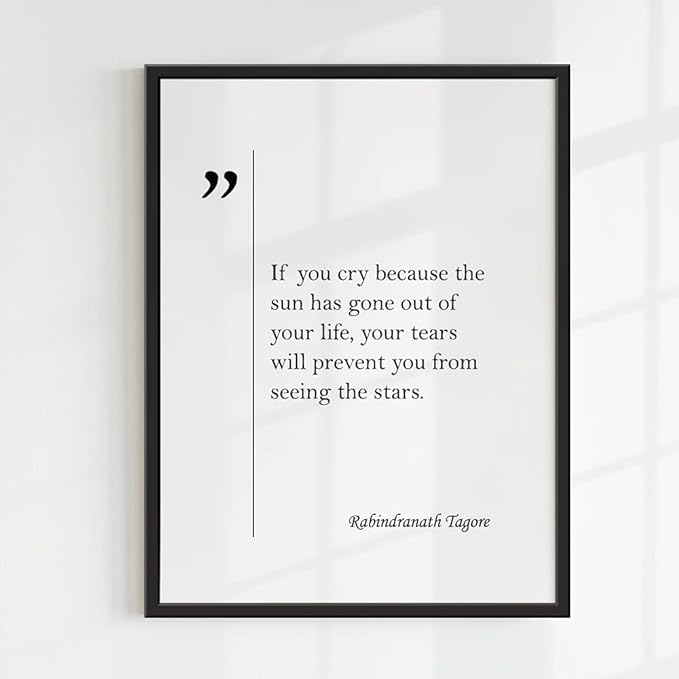 ”
If you cry because the
sun has gone out of
your life, your tears
will prevent you from
seeing the stars.
Rabindranath Tagore